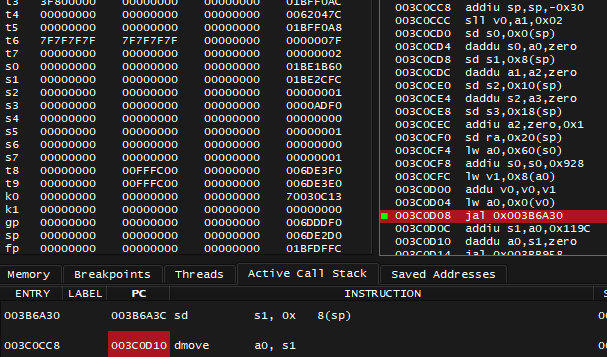 t3 3F800000 00000000 00000000 01BFF0AC
t4 00000000 00000000 00000000 0062047C
t5 00000000 00000000 00000000 01BFF0A8
t6 7F7F7F7F 7F7F7F7F 00000000 0000007F
t7 00000000 00000000 00000000 00000002
s0 00000000 00000000 00000000 01BE1B60
s1 00000000 00000000 00000000 01BE2CFC
s2 00000000 00000000 00000000 00000001
s3 00000000 00000000 00000000 0000ADF0
s4 00000000 00000000 00000000 00000000
s5 00000000 00000000 00000000 00000001
s6 00000000 00000000 00000000 00000000
s7 00000000 00000000 00000000 00000001
t8 00000000 00FFFC00 00000000 006DE3F0
t9 00000000 00FFFC00 00000000 006DE3E0
k0 00000000 00000000 00000000 70030C13
k1 00000000 00000000 00000000 00000000
gp 00000000 00000000 00000000 006DDDF0
sp 00000000 00000000 00000000 006DE2D0
fp 00000000 00000000 00000000 01BFDFFC
003C0CC8 addiu sp,sp,-0x30
003C0CCC sll v0,a1,0x02
003C0CD0 sd s0,0x0(sp)
003C0CD4 daddu s0,a0,zero
003C0CD8 sd s1,0x8(sp)
003C0CDC daddu a1,a2,zero
003C0CE0 sd s2,0x10(sp)
003C0CE4 daddu s2,a3,zero
003C0CE8 sd s3,0x18(sp)
003C0CEC addiu a2,zero,0x1
003C0CF0 sd ra,0x20(sp)
003C0CF4 lw a0,0x60(s0)
003C0CF8 addiu s0,s0,0x928
003C0CFC lw v1,0x8(a0)
003C0D00 addu v0,v0,v1
003C0D04 lw a0,0x0(v0)
003C0D08 jal 0x003B6A30
003C0D0C addiu s1,a0,0x119C
003C0D10 daddu a0,s1,zero
003C0D14 jal 0x003BB958
Memory Breakpoints Threads Active Call Stack Saved Addresses
ENTRY LABEL PC INSTRUCTION S
003B6A30 003B6A3C sd s1, 0x 8(sp) 00
003C0CC8 003C0D10 dmove a0, s1 00